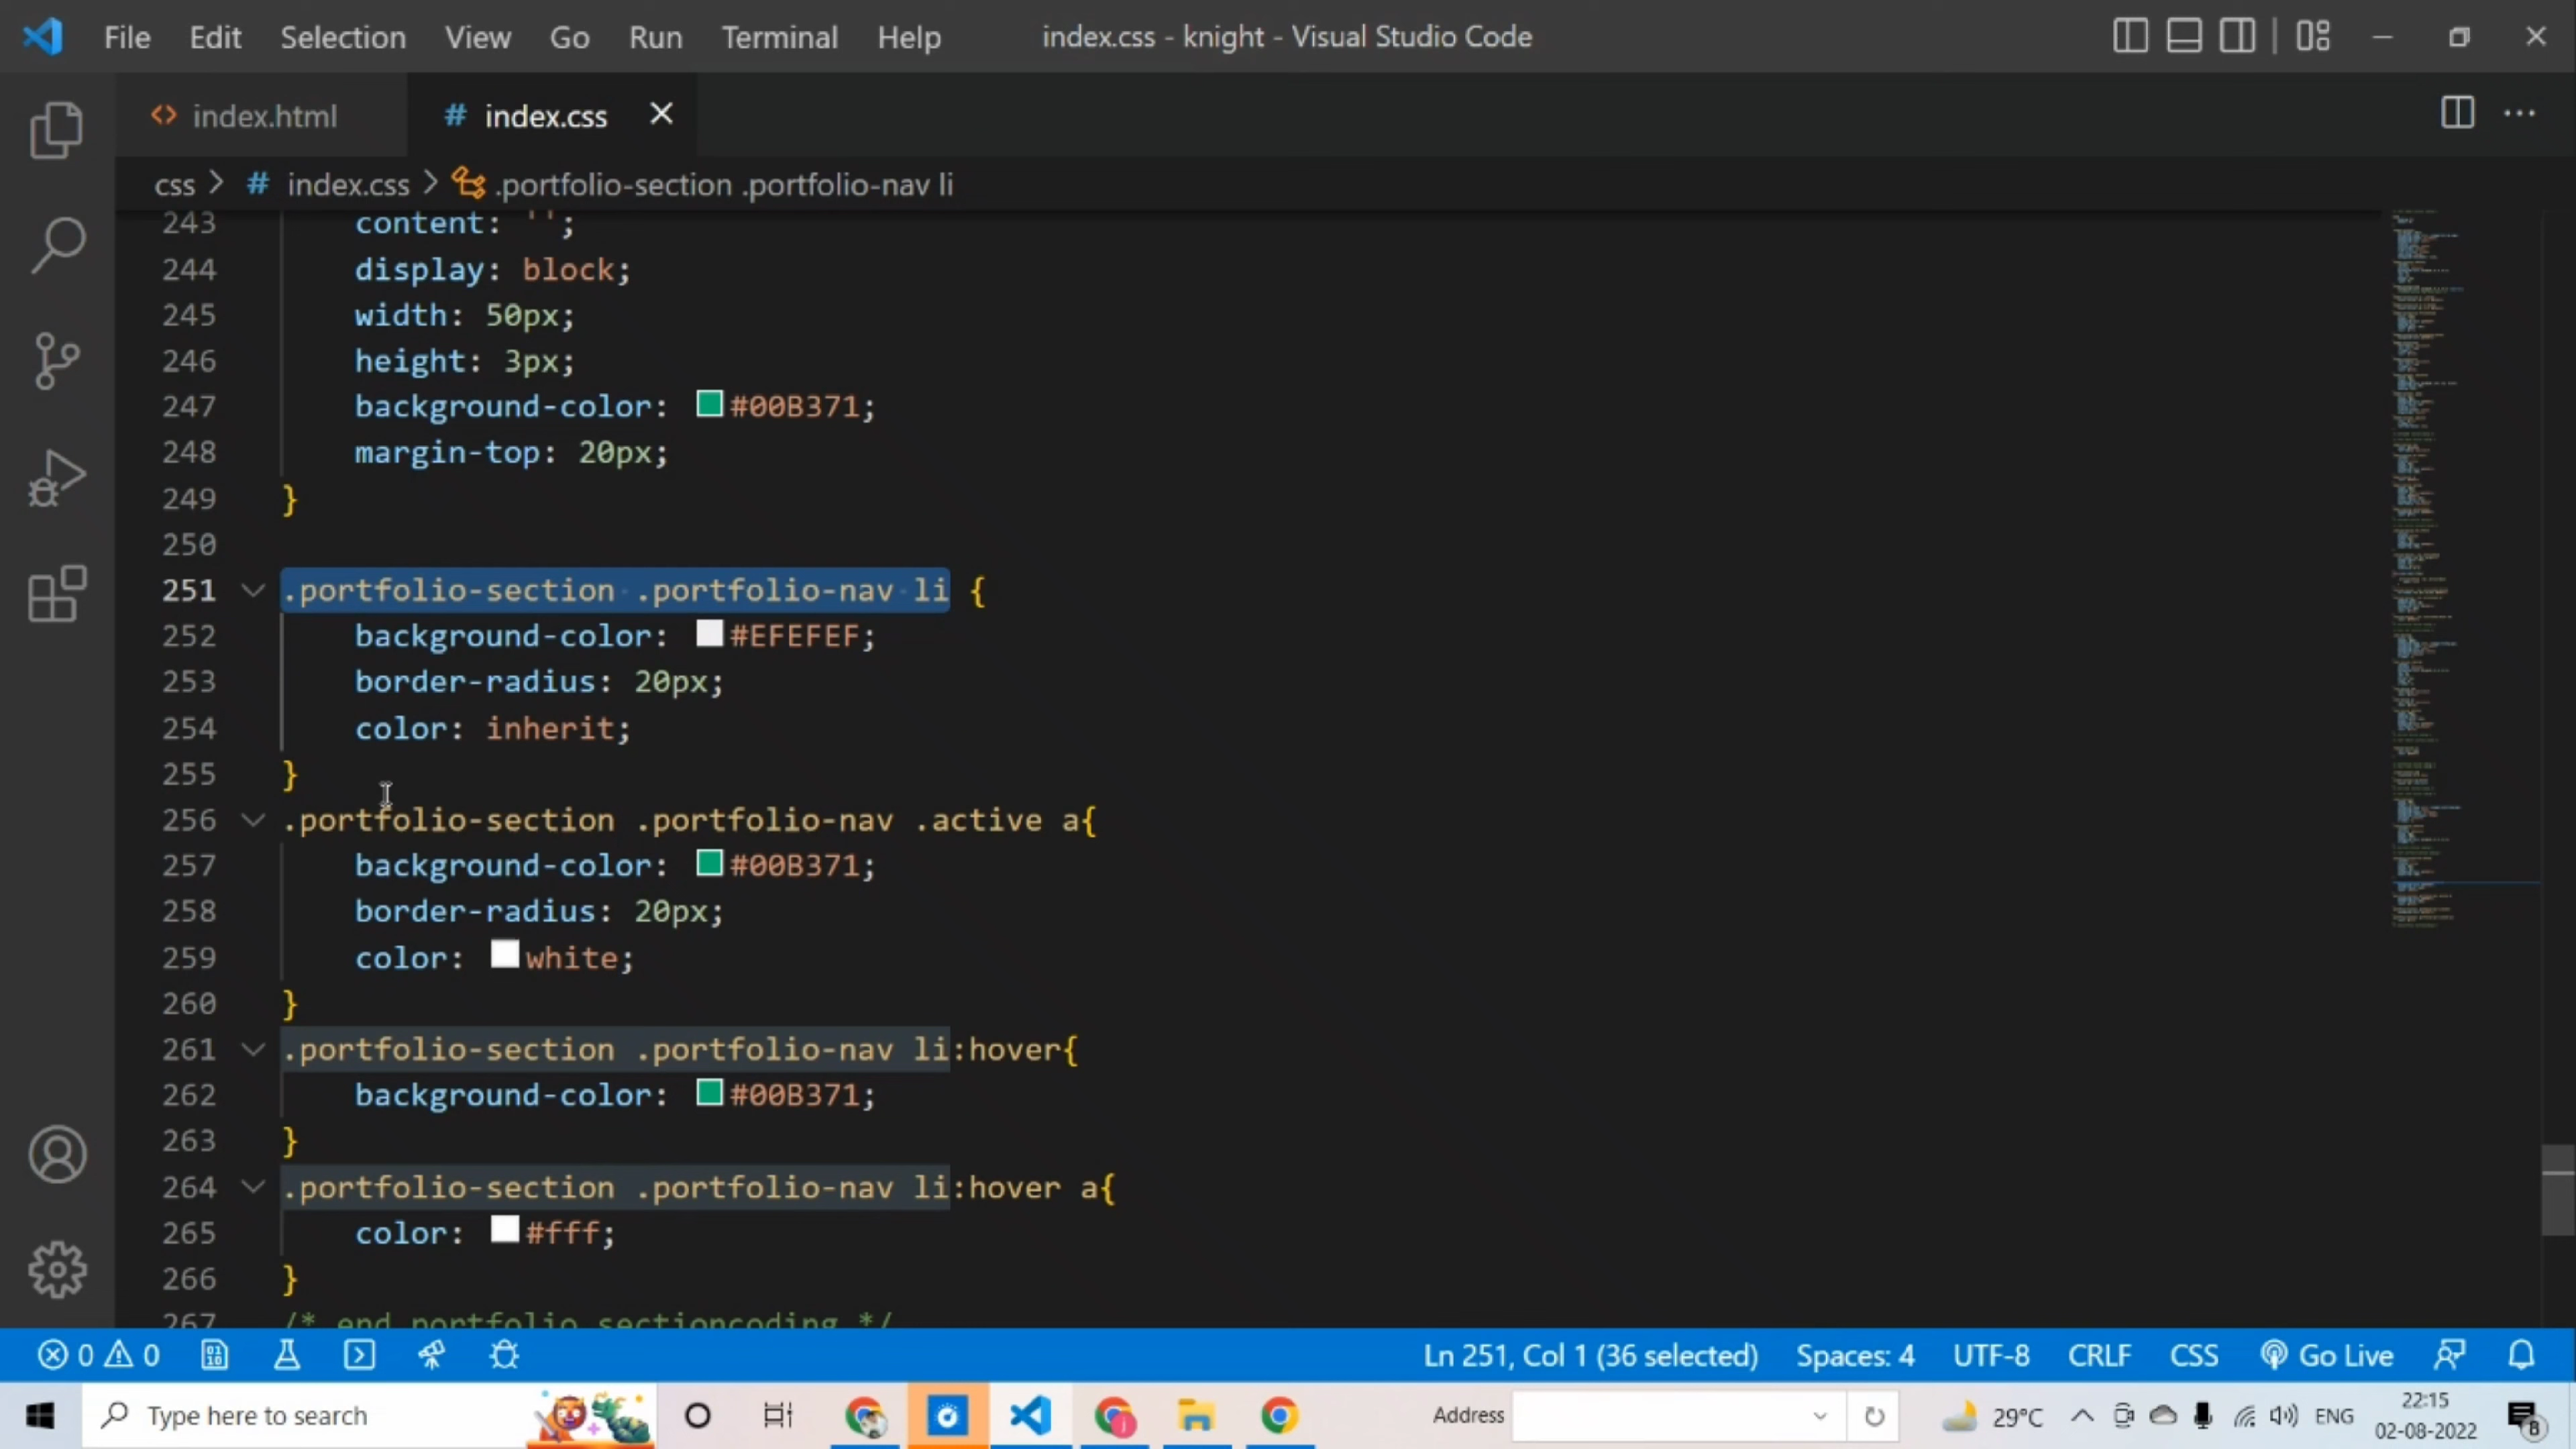 File Edit Selection View Go Run Terminal Help index.css - knight - Visual Studio Code
<> index.html # index.css
css > # index.css > .portfolio-section .portfolio-nav li
243 content: '';
244 display: block;
245 width: 50px;
246 height: 3px;
247 background-color: #00B371;
248 margin-top: 20px;
249 }
250
251 .portfolio-section .portfolio-nav li {
252 background-color: #EFEFEF;
253 border-radius: 20px;
254 color: inherit;
255 }
256 .portfolio-section .portfolio-nav .active a{
257 background-color: #00B371;
258 border-radius: 20px;
259 color: white;
260 }
261 .portfolio-section .portfolio-nav li:hover{
262 background-color: #00B371;
263 }
264 .portfolio-section .portfolio-nav li:hover a{
265 color: #fff;
266 }
267 /* end portfolio sectioncoding */
0 0 Ln 251, Col 1 (36 selected) Spaces: 4 UTF-8 CRLF CSS Go Live
Type here to search Address 29°C ENG 22:15
02-08-2022 8